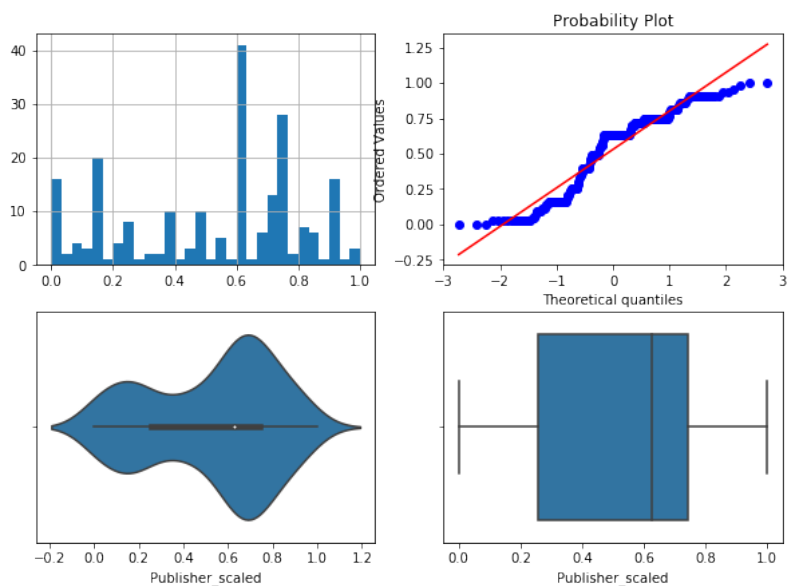 Probability Plot
40
30
20
10
0
0.0 0.2 0.4 0.6 0.8 1.0
Ordered Values
1.25
1.00
0.75
0.50
0.25
0.00
−0.25
−3 −2 −1 0 1 2 3
Theoretical quantiles
−0.2 0.0 0.2 0.4 0.6 0.8 1.0 1.2
Publisher_scaled
0.0 0.2 0.4 0.6 0.8 1.0
Publisher_scaled